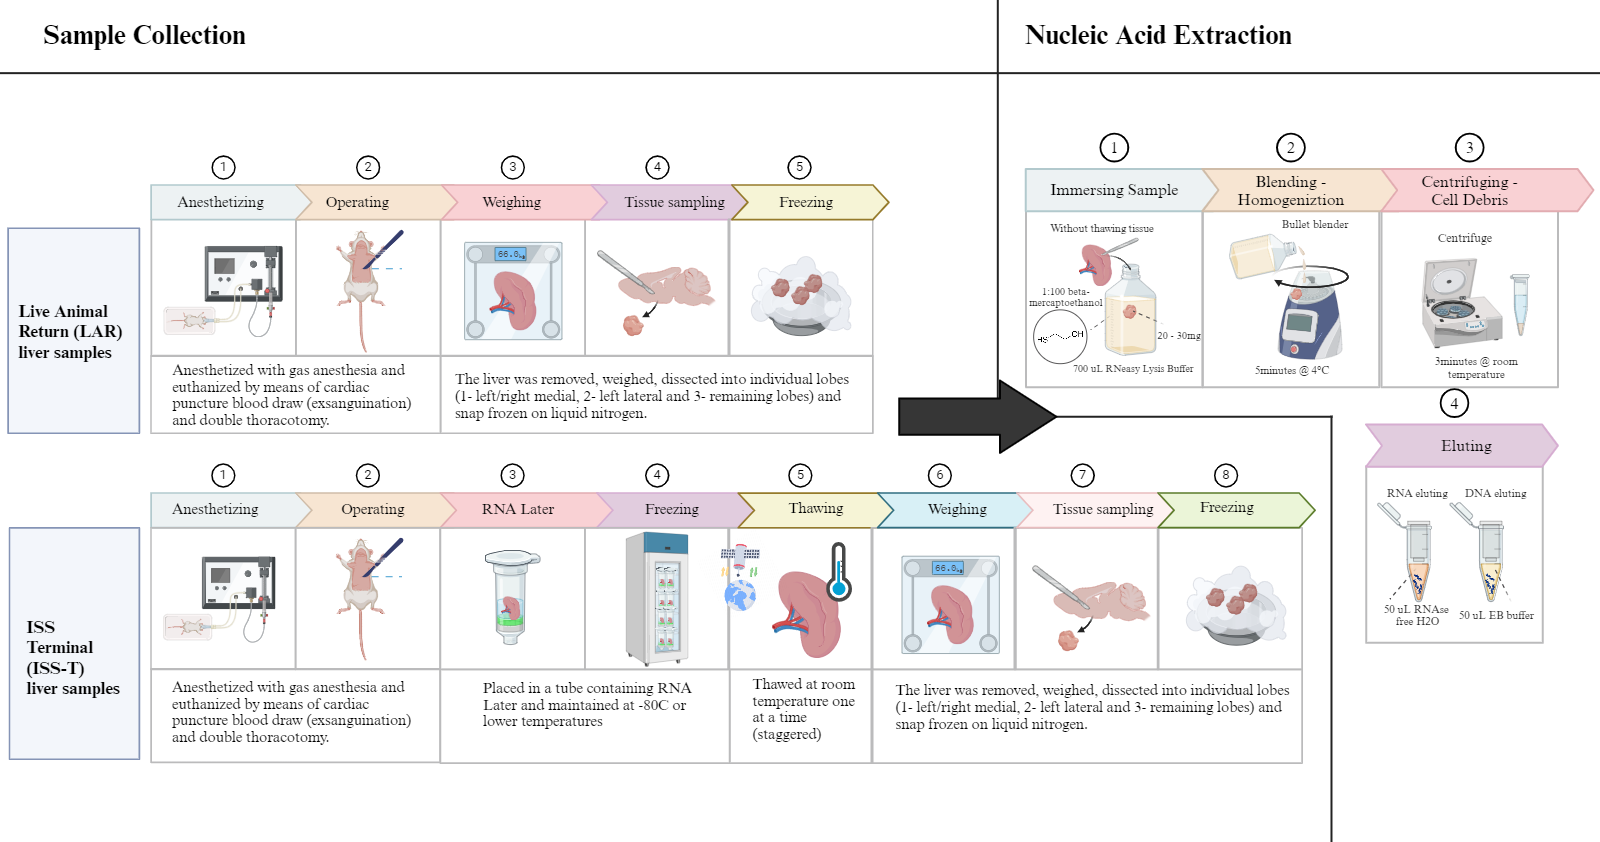 Sample Collection
Nucleic Acid Extraction
1
2
3
4
5
Anesthetizing
Operating
Weighing
Tissue sampling
Freezing
Live Animal
Return (LAR)
liver samples
66.0
Anesthetized with gas anesthesia and
euthanized by means of cardiac
puncture blood draw (exsanguination)
and double thoracotomy.
The liver was removed, weighed, dissected into individual lobes
(1- left/right medial, 2- left lateral and 3- remaining lobes) and
snap frozen on liquid nitrogen.
1
2
3
4
5
6
7
8
Anesthetizing
Operating
RNA Later
Freezing
Thawing
Weighing
Tissue sampling
Freezing
ISS
Terminal
(ISS-T)
liver samples
66.0
Anesthetized with gas anesthesia and
euthanized by means of cardiac
puncture blood draw (exsanguination)
and double thoracotomy.
Placed in a tube containing RNA
Later and maintained at -80C or
lower temperatures
Thawed at room
temperature one
at a time
(staggered)
The liver was removed, weighed, dissected into individual lobes
(1- left/right medial, 2- left lateral and 3- remaining lobes) and
snap frozen on liquid nitrogen.
1
2
3
Immersing Sample
Blending -
Homogeniztion
Centrifuging -
Cell Debris
Without thawing tissue
1:100 beta-
mercaptoethanol
HS
CH
20 - 30mg
700 uL RNeasy Lysis Buffer
Bullet blender
5minutes @ 4°C
Centrifuge
3minutes @ room
temperature
4
Eluting
RNA eluting
DNA eluting
50 uL RNAse
free H2O
50 uL EB buffer